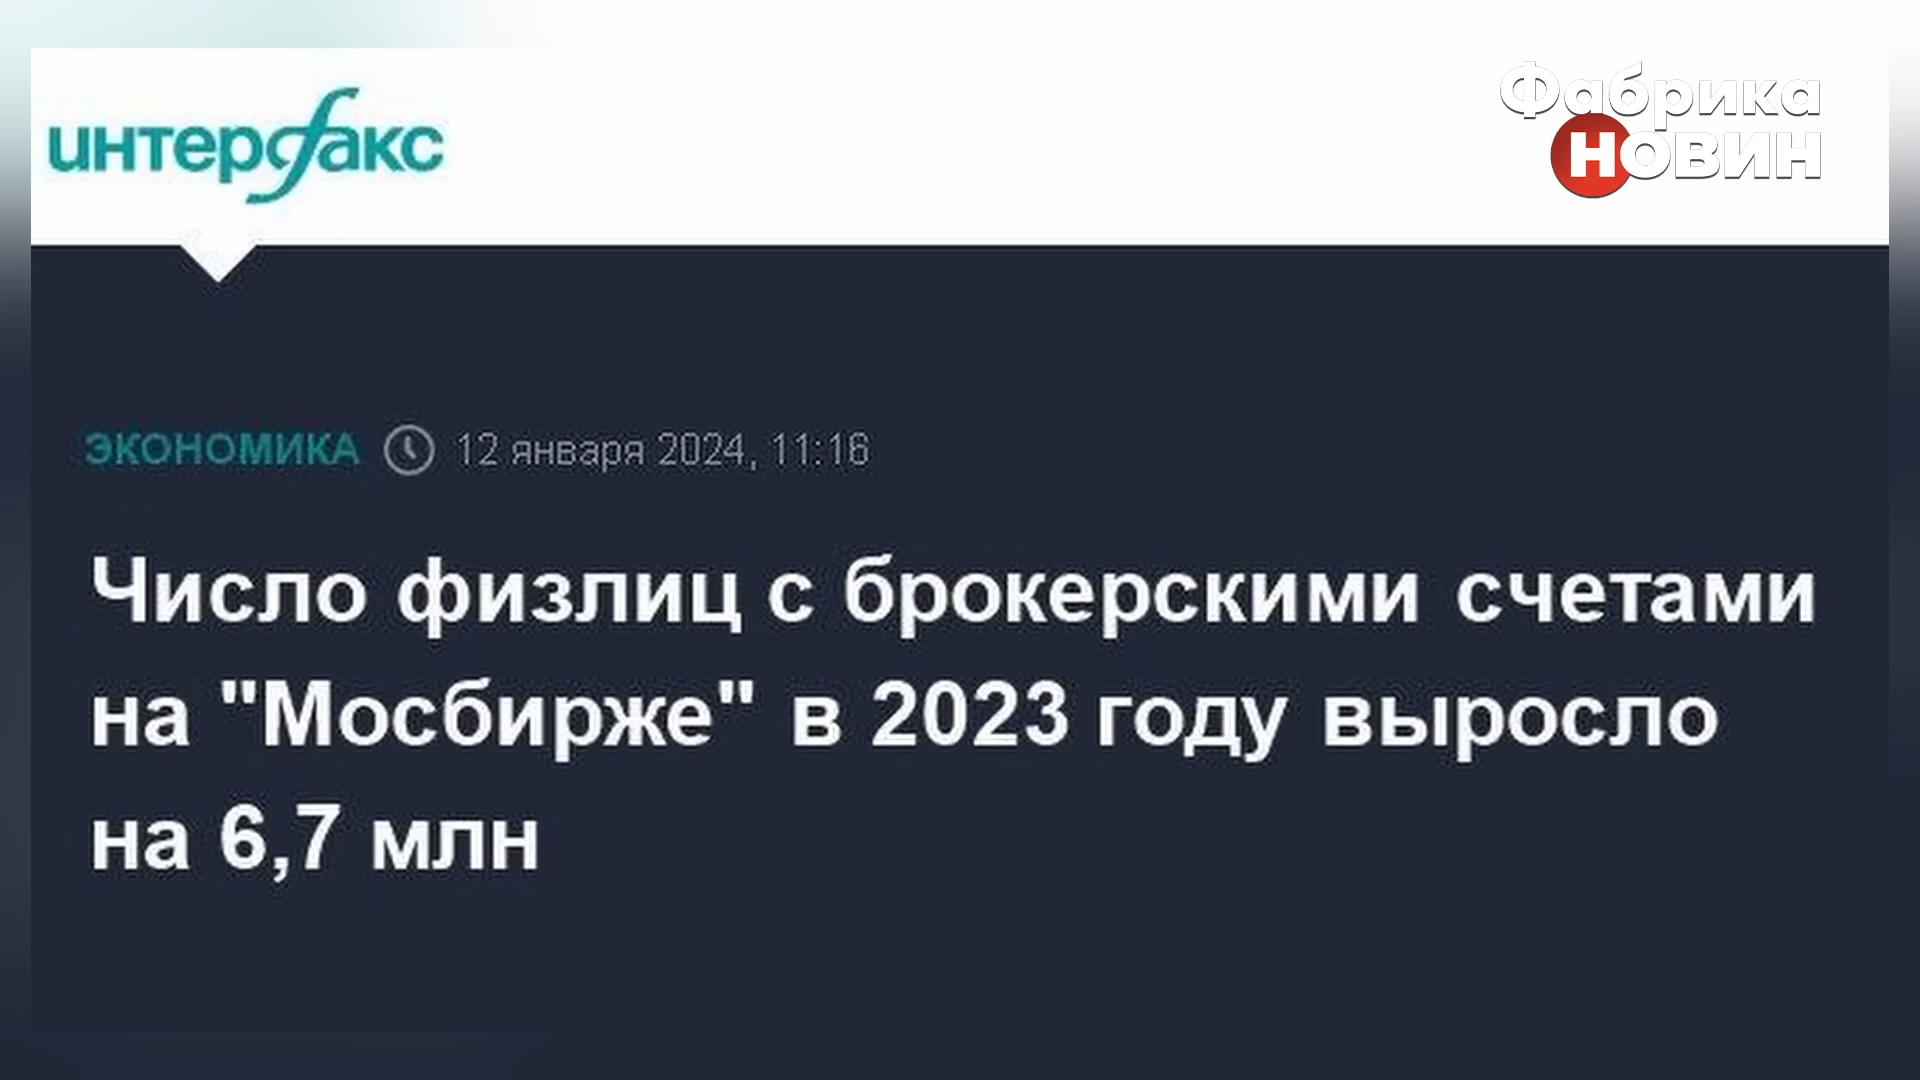 интерфакс
Фабрика
новин
ЭКОНОМИКА 12 января 2024, 11:16
Число физлиц с брокерскими счетами
на "Мосбирже" в 2023 году выросло
на 6,7 млн